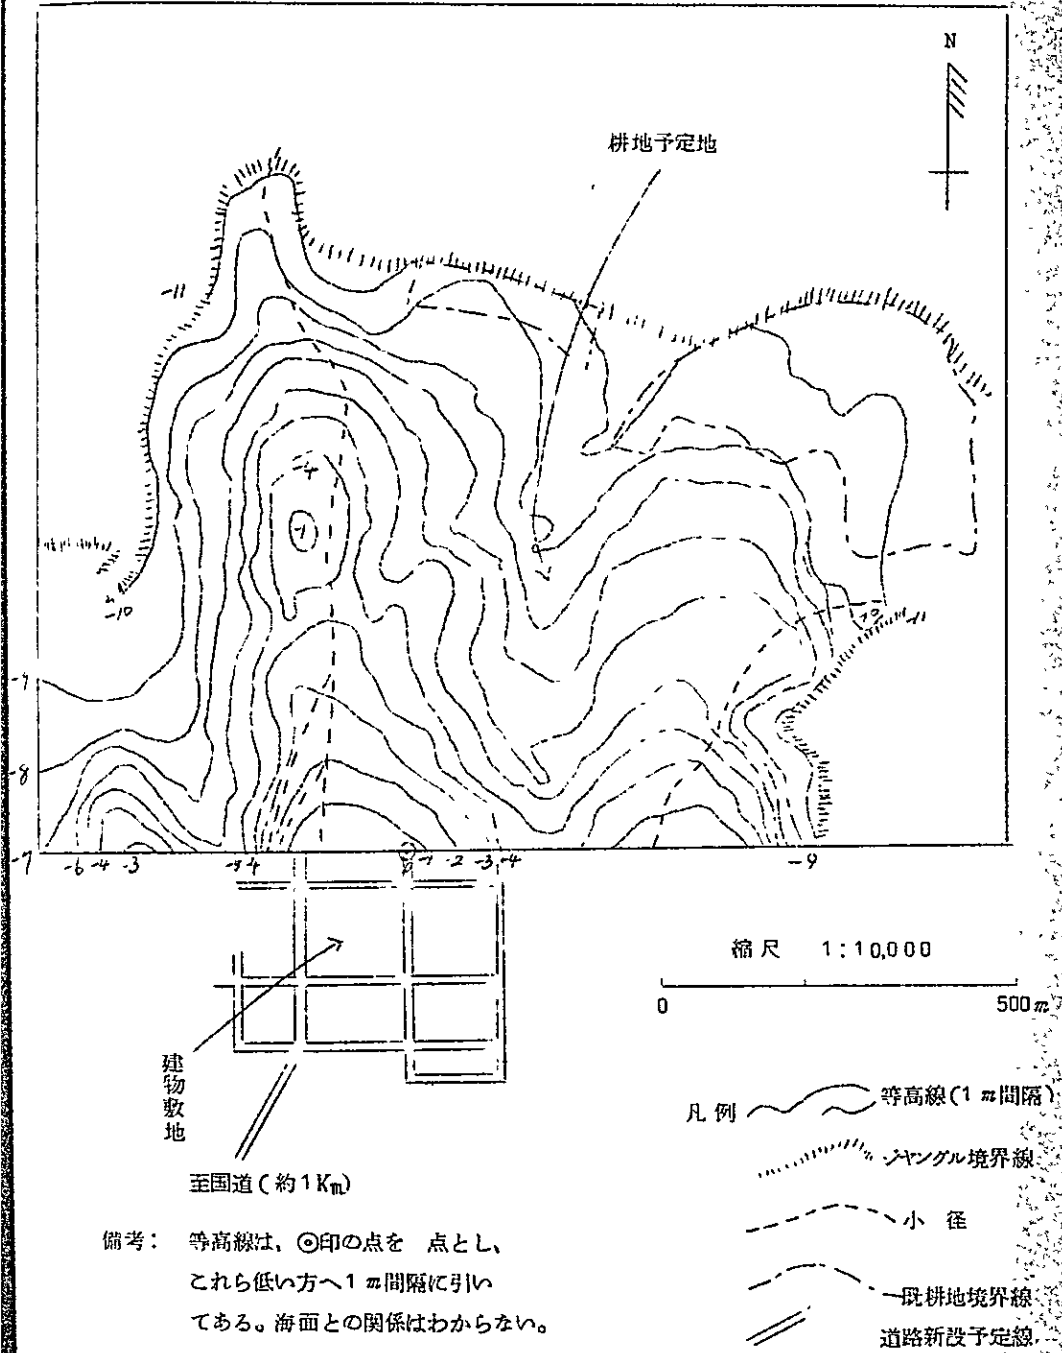 N
耕地予定地
-11
-4
-10
-9
-8
-7
-6 -4 -3
-9 4
0 -1 -2 -3 -4
-9
-11
縮尺 1:10,000
0 500m
建物敷地
至国道(約1Km)
凡例
等高線(1m間隔)
ジャングル境界線
小径
既耕地境界線
道路新設予定線
備考: 等高線は、◎印の点を 点とし、
これら低い方へ1m間隔に引い
てある。海面との関係はわからない。